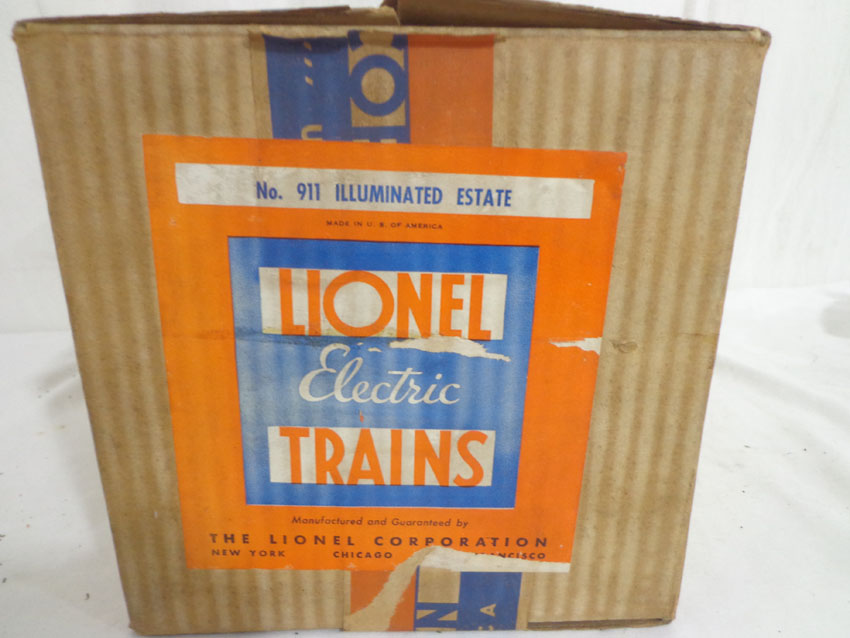 No. 911 ILLUMINATED ESTATE
MADE IN U. S. OF AMERICA
LIONEL
Electric
TRAINS
Manufactured and Guaranteed by
THE LIONEL CORPORATION
NEW YORK CHICAGO